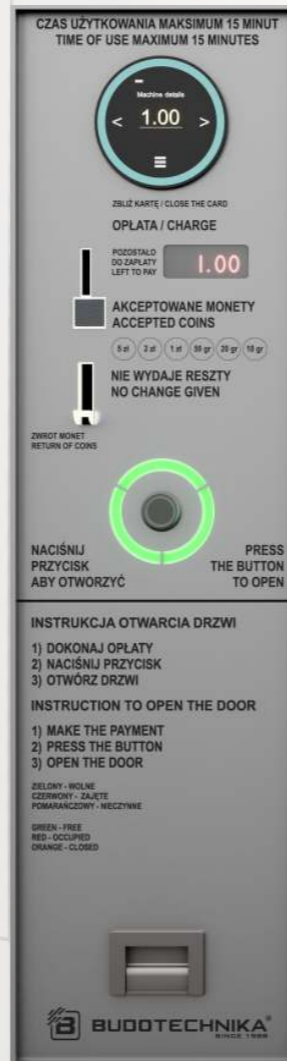 CZAS UŻYTKOWANIA MAKSIMUM 15 MINUT
TIME OF USE MAXIMUM 15 MINUTES
Machine details
< 1.00 >
ZBLIŻ KARTĘ / CLOSE THE CARD
OPŁATA / CHARGE
POZOSTAŁO
DO ZAPŁATY
LEFT TO PAY
1.00
AKCEPTOWANE MONETY
ACCEPTED COINS
5 zł 2 zł 1 zł 50 gr 20 gr 10 gr
NIE WYDAJE RESZTY
NO CHANGE GIVEN
ZWROT MONET
RETURN OF COINS
NACIŚNIJ
PRZYCISK
ABY OTWORZYĆ
PRESS
THE BUTTON
TO OPEN
INSTRUKCJA OTWARCIA DRZWI
1) DOKONAJ OPŁATY
2) NACIŚNIJ PRZYCISK
3) OTWÓRZ DRZWI
INSTRUCTION TO OPEN THE DOOR
1) MAKE THE PAYMENT
2) PRESS THE BUTTON
3) OPEN THE DOOR
ZIELONY - WOLNE
CZERWONY - ZAJĘTE
POMARAŃCZOWY - NIECZYNNE
GREEN - FREE
RED - OCCUPIED
ORANGE - CLOSED
BUDOTECHNIKA®
SINCE 1988